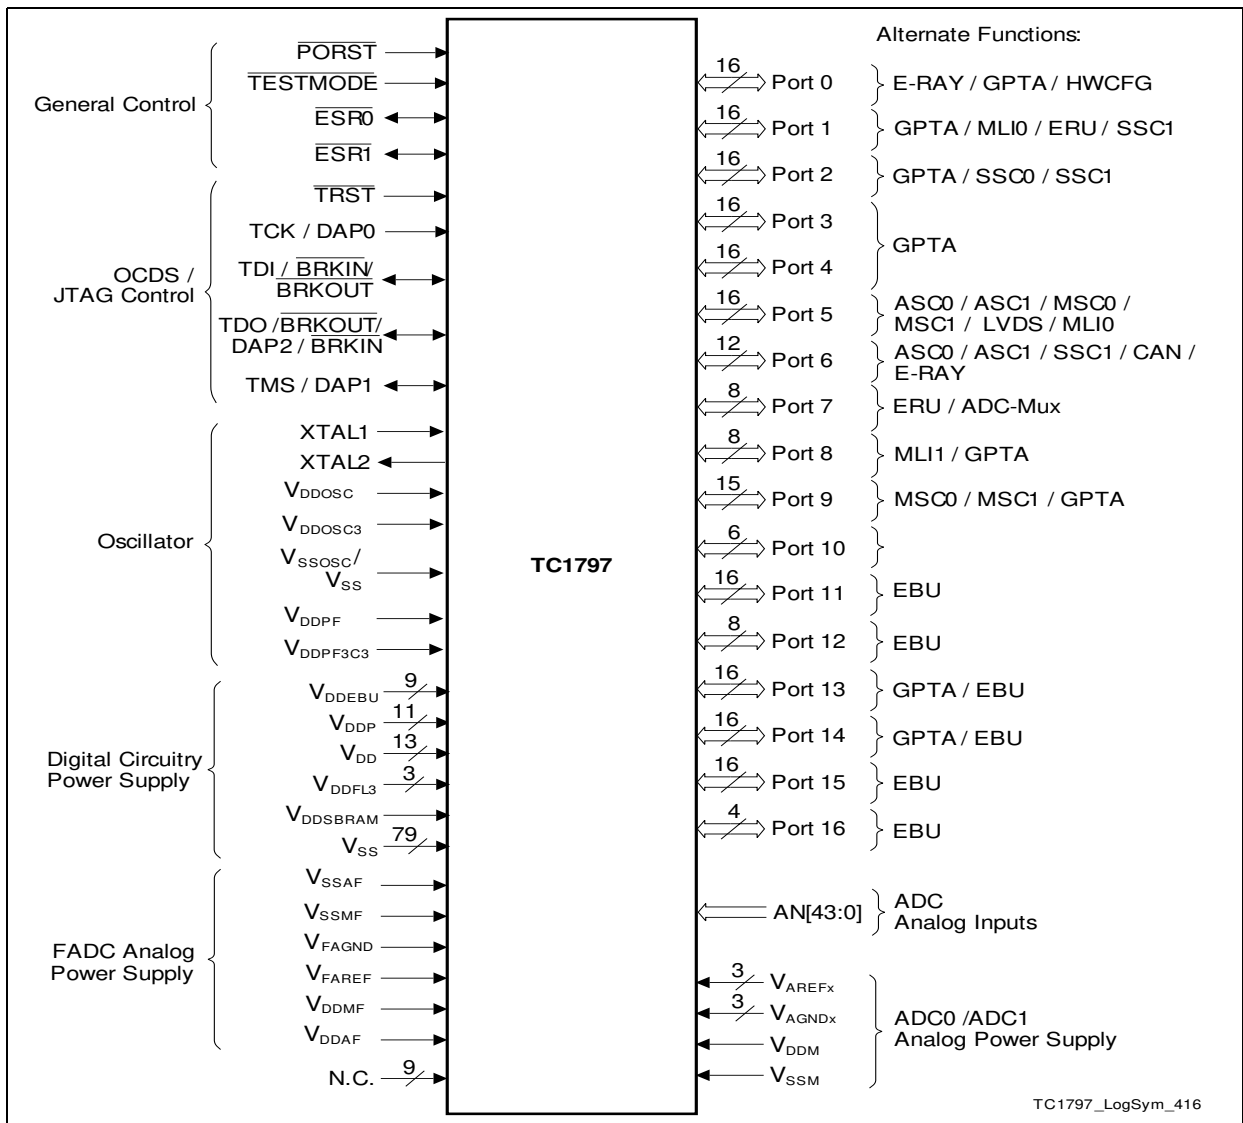 Alternate Functions:
General Control
PORST
TESTMODE
ESR0
ESR1
OCDS /
JTAG Control
TRST
TCK / DAP0
TDI / BRKIN/
BRKOUT
TDO /BRKOUT/
DAP2 / BRKIN
TMS / DAP1
Oscillator
XTAL1
XTAL2
VDDOSC
VDDOSC3
VSSOSC/
VSS
VDDPF
VDDPF3C3
Digital Circuitry
Power Supply
VDDEBU 9
VDDP 11
VDD 13
VDDFL3 3
VDDSBRAM
VSS 79
FADC Analog
Power Supply
VSSAF
VSSMF
VFAGND
VFAREF
VDDMF
VDDAF
N.C. 9
TC1797
16 Port 0 E-RAY / GPTA / HWCFG
16 Port 1 GPTA / MLI0 / ERU / SSC1
16 Port 2 GPTA / SSC0 / SSC1
16 Port 3
GPTA
16 Port 4
16 Port 5 ASC0 / ASC1 / MSC0 /
MSC1 / LVDS / MLI0
12 Port 6 ASC0 / ASC1 / SSC1 / CAN /
E-RAY
8 Port 7 ERU / ADC-Mux
8 Port 8 MLI1 / GPTA
15 Port 9 MSC0 / MSC1 / GPTA
6 Port 10
16 Port 11 EBU
8 Port 12 EBU
16 Port 13 GPTA / EBU
16 Port 14 GPTA / EBU
16 Port 15 EBU
4 Port 16 EBU
AN[43:0] ADC
Analog Inputs
3 VAREFx
3 VAGNDx
VDDM
VSSM
ADC0 /ADC1
Analog Power Supply
TC1797_LogSym_416